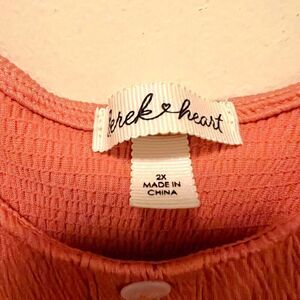 derek heart
2X
MADE IN
CHINA